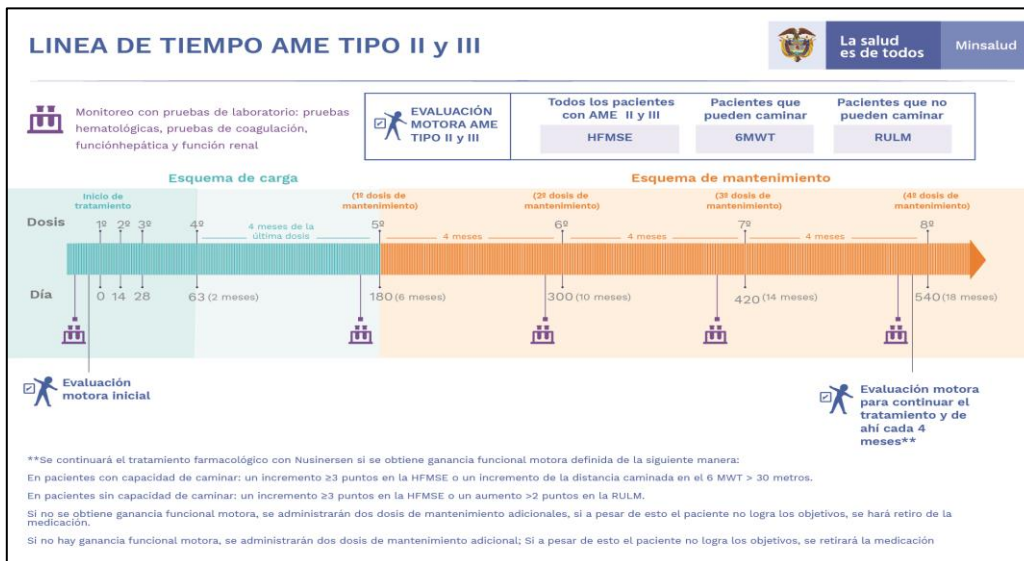 LINEA DE TIEMPO AME TIPO II y III
La salud
es de todos
Minsalud
Monitoreo con pruebas de laboratorio: pruebas
hematológicas, pruebas de coagulación,
funciónhepática y función renal
EVALUACIÓN
MOTORA AME
TIPO II y III
Todos los pacientes
con AME II y III
HFMSE
Pacientes que
pueden caminar
6MWT
Pacientes que no
pueden caminar
RULM
Esquema de carga
Esquema de mantenimiento
Inicio de
tratamiento
(1º dosis de
mantenimiento)
(2º dosis de
mantenimiento)
(3º dosis de
mantenimiento)
(4º dosis de
mantenimiento)
Dosis
1º 2º 3º 4º
4 meses de la
última dosis
5º
4 meses
6º
4 meses
7º
4 meses
8º
Día
0 14 28 63 (2 meses) 180 (6 meses) 300 (10 meses) 420 (14 meses) 540 (18 meses)
Evaluación
motora inicial
Evaluación motora
para continuar el
tratamiento y de
ahí cada 4
meses**
**Se continuará el tratamiento farmacológico con Nusinersen si se obtiene ganancia funcional motora definida de la siguiente manera:
En pacientes con capacidad de caminar: un incremento ≥3 puntos en la HFMSE o un incremento de la distancia caminada en el 6 MWT > 30 metros.
En pacientes sin capacidad de caminar: un incremento ≥3 puntos en la HFMSE o un aumento >2 puntos en la RULM.
Si no se obtiene ganancia funcional motora, se administrarán dos dosis de mantenimiento adicionales, si a pesar de esto el paciente no logra los objetivos, se hará retiro de la
medicación.
Si no hay ganancia funcional motora, se administrarán dos dosis de mantenimiento adicional; Si a pesar de esto el paciente no logra los objetivos, se retirará la medicación